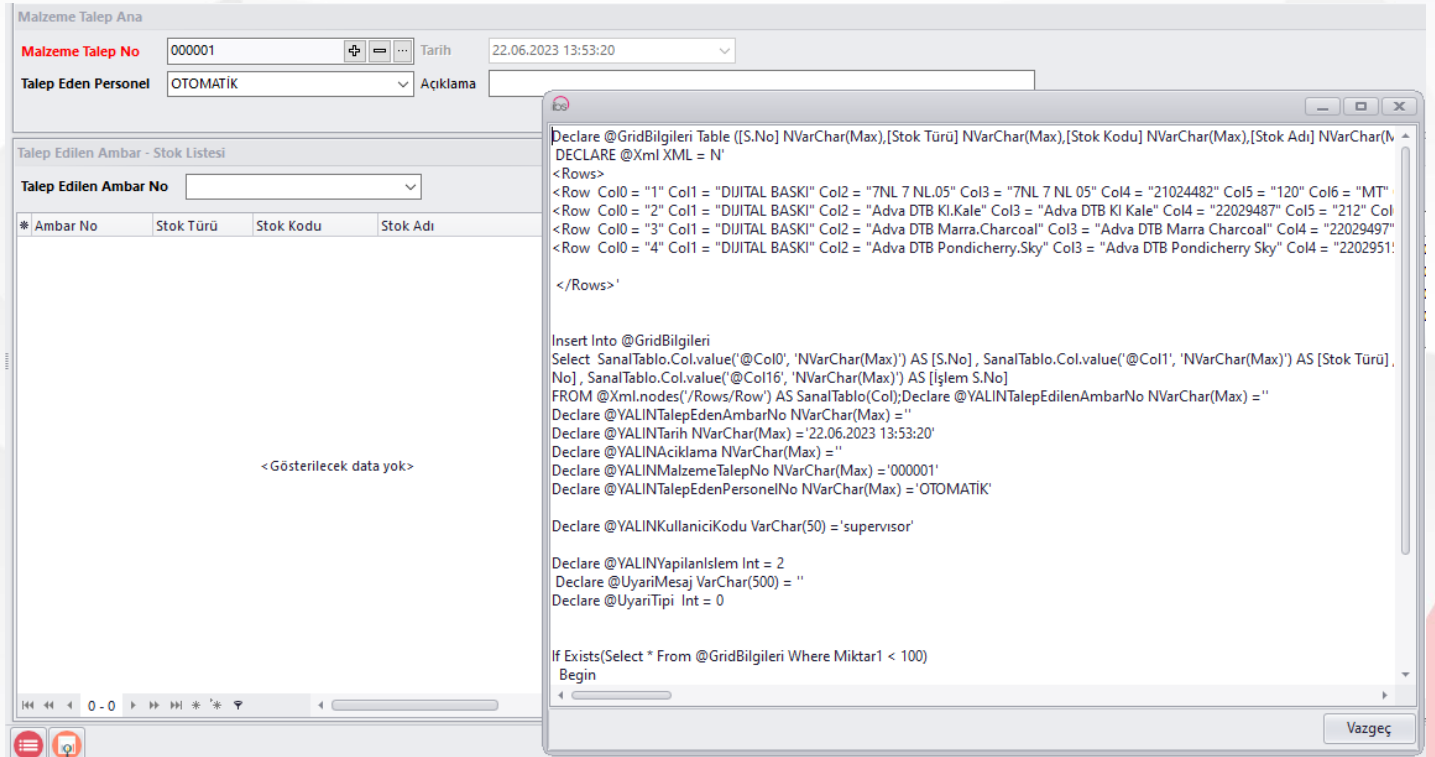 Malzeme Talep Ana
Malzeme Talep No 000001 Tarih 22.06.2023 13:53:20
Talep Eden Personel OTOMATİK Açıklama
Talep Edilen Ambar - Stok Listesi
Talep Edilen Ambar No
Ambar No Stok Türü Stok Kodu Stok Adı
<Gösterilecek data yok>
0 - 0
ibs
Declare @GridBilgileri Table ([S.No] NVarChar(Max),[Stok Türü] NVarChar(Max),[Stok Kodu] NVarChar(Max),[Stok Adı] NVarChar(M
DECLARE @Xml XML = N'
<Rows>
<Row Col0 = "1" Col1 = "DIJITAL BASKI" Col2 = "7NL 7 NL.05" Col3 = "7NL 7 NL 05" Col4 = "21024482" Col5 = "120" Col6 = "MT"
<Row Col0 = "2" Col1 = "DIJITAL BASKI" Col2 = "Adva DTB KI.Kale" Col3 = "Adva DTB KI Kale" Col4 = "22029487" Col5 = "212" Col
<Row Col0 = "3" Col1 = "DIJITAL BASKI" Col2 = "Adva DTB Marra.Charcoal" Col3 = "Adva DTB Marra Charcoal" Col4 = "22029497"
<Row Col0 = "4" Col1 = "DIJITAL BASKI" Col2 = "Adva DTB Pondicherry.Sky" Col3 = "Adva DTB Pondicherry Sky" Col4 = "2202951
</Rows>'
Insert Into @GridBilgileri
Select SanalTablo.Col.value('@Col0', 'NVarChar(Max)') AS [S.No] , SanalTablo.Col.value('@Col1', 'NVarChar(Max)') AS [Stok Türü] ,
No] , SanalTablo.Col.value('@Col16', 'NVarChar(Max)') AS [İşlem S.No]
FROM @Xml.nodes('/Rows/Row') AS SanalTablo(Col);Declare @YALINTalepEdilenAmbarNo NVarChar(Max) =''
Declare @YALINTalepEdenAmbarNo NVarChar(Max) =''
Declare @YALINTarih NVarChar(Max) ='22.06.2023 13:53:20'
Declare @YALINAciklama NVarChar(Max) =''
Declare @YALINMalzemeTalepNo NVarChar(Max) ='000001'
Declare @YALINTalepEdenPersonelNo NVarChar(Max) ='OTOMATİK'
Declare @YALINKullaniciKodu VarChar(50) ='supervısor'
Declare @YALINYapilanIslem Int = 2
Declare @UyariMesaj VarChar(500) = ''
Declare @UyariTipi Int = 0
If Exists(Select * From @GridBilgileri Where Miktar1 < 100)
Begin
Vazgeç